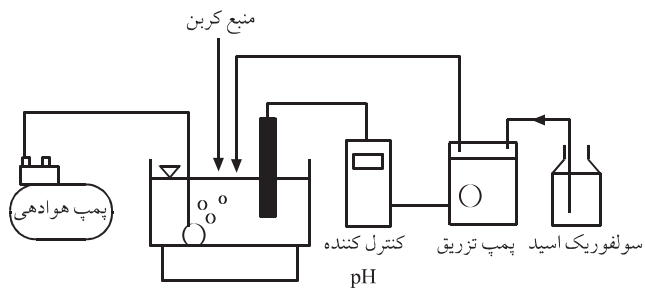 منبع کربن
پمپ هوادهی
کنترل کننده
pH
پمپ تزریق
سولفوریک اسید